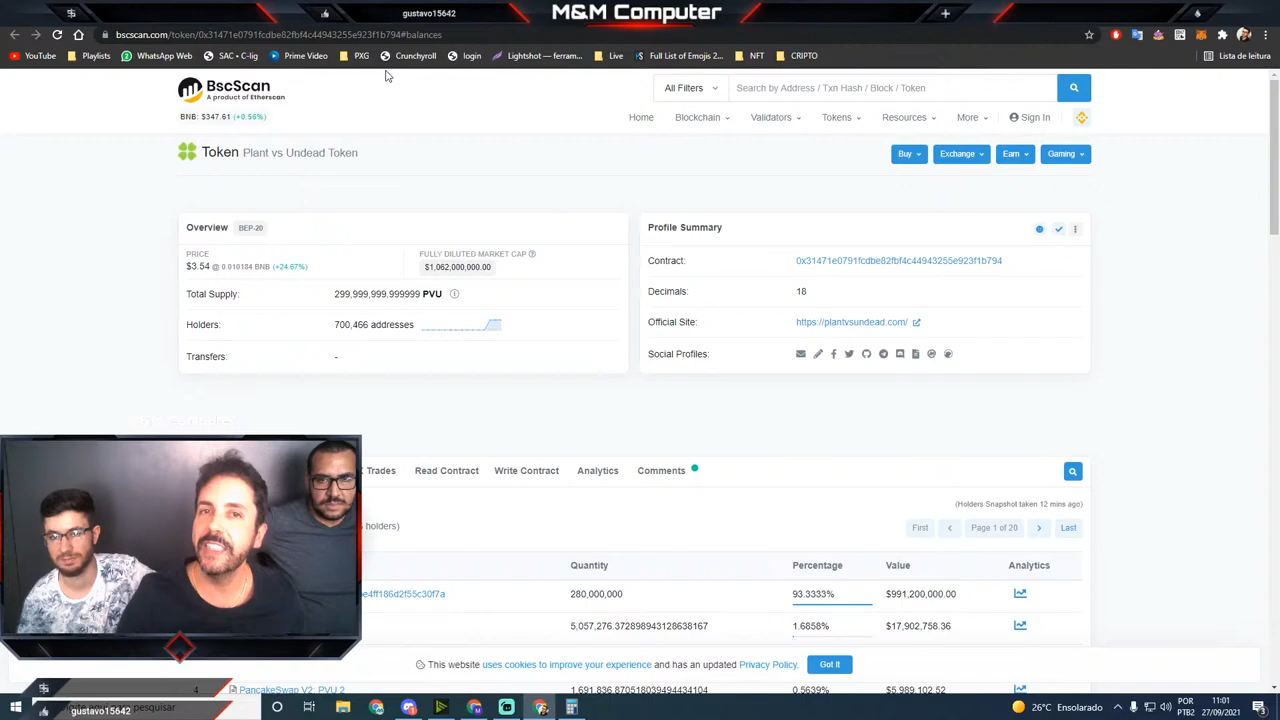 gustavo15642
M&M Computer
bscscan.com/token/0x31471e0791fcdbe82fbf4c44943255e923f1b794#balances
YouTube
Playlists
WhatsApp Web
SAC • C-lig
Prime Video
PXG
Crunchyroll
login
Lightshot — ferram...
Live
Full List of Emojis 2...
NFT
CRIPTO
Lista de leitura
BscScan
A product of Etherscan
BNB: $347.61 (+0.56%)
All Filters
Search by Address / Txn Hash / Block / Token
Home
Blockchain
Validators
Tokens
Resources
More
Sign In
Token Plant vs Undead Token
Buy
Exchange
Earn
Gaming
Overview BEP-20
PRICE
$3.54 @ 0.010184 BNB (+24.67%)
FULLY DILUTED MARKET CAP
$1,062,000,000.00
Total Supply: 299,999,999.999999 PVU
Holders: 700,466 addresses
Transfers: -
Profile Summary
Contract: 0x31471e0791fcdbe82fbf4c44943255e923f1b794
Decimals: 18
Official Site: https://plantvsundead.com/
Social Profiles:
Trades
Read Contract
Write Contract
Analytics
Comments
(Holders Snapshot taken 12 mins ago)
holders)
First
Page 1 of 20
Last
Quantity Percentage Value Analytics
e4ff186d2f55c30f7a 280,000,000 93.3333% $991,200,000.00
5,057,276.372898943128638167 1.6858% $17,902,758.36
This website uses cookies to improve your experience and has an updated Privacy Policy.
Got It
4 PancakeSwap V2: PVU 2 1,691,836.870518039494434104 0.5639% $5,989,102.52
gustavo15642
aqui para pesquisar
26°C Ensolarado
POR
PTB2
11:01
27/09/2021